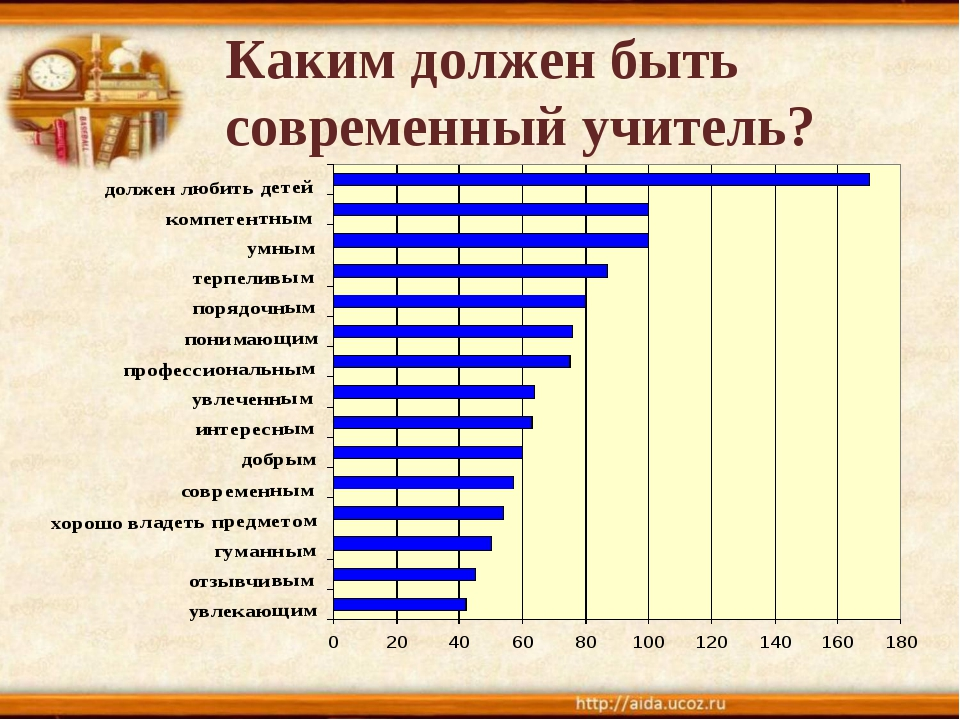 Каким должен быть
современный учитель?
должен любить детей
компетентным
умным
терпеливым
порядочным
понимающим
профессиональным
увлеченным
интересным
добрым
современным
хорошо владеть предметом
гуманным
отзывчивым
увлекающим
0 20 40 60 80 100 120 140 160 180
BASEBALL
http://aida.ucoz.ru